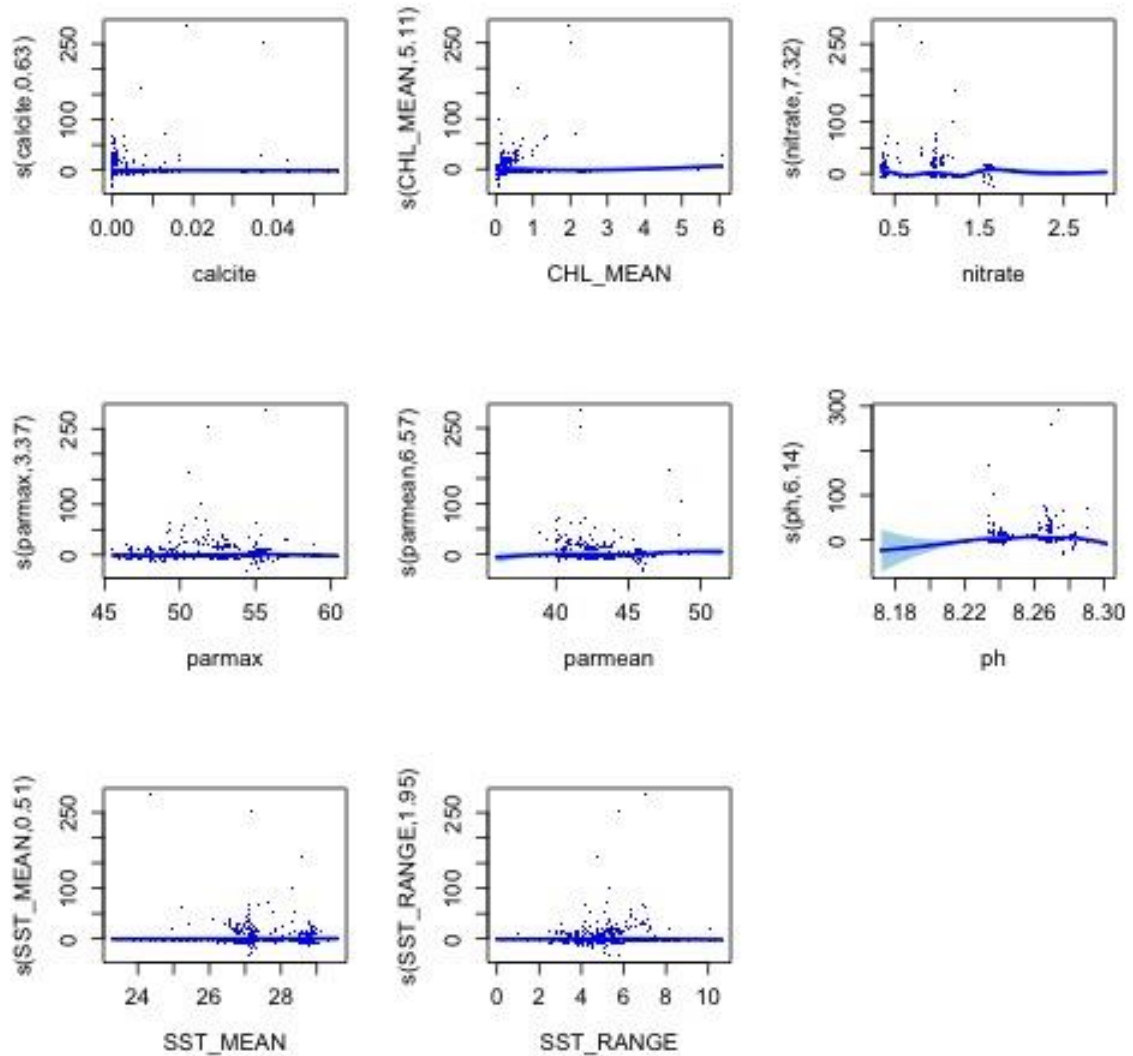 s(calcite,0.63)
250
100
0
0.00 0.02 0.04
calcite
s(CHL_MEAN,5.11)
250
100
0
0 1 2 3 4 5 6
CHL_MEAN
s(nitrate,7.32)
250
100
0
0.5 1.5 2.5
nitrate
s(parmax,3.37)
250
100
0
45 50 55 60
parmax
s(parmean,6.57)
250
100
0
40 45 50
parmean
s(ph,6.14)
300
100
0
8.18 8.22 8.26 8.30
ph
s(SST_MEAN,0.51)
250
100
0
24 26 28
SST_MEAN
s(SST_RANGE,1.95)
250
100
0
0 2 4 6 8 10
SST_RANGE